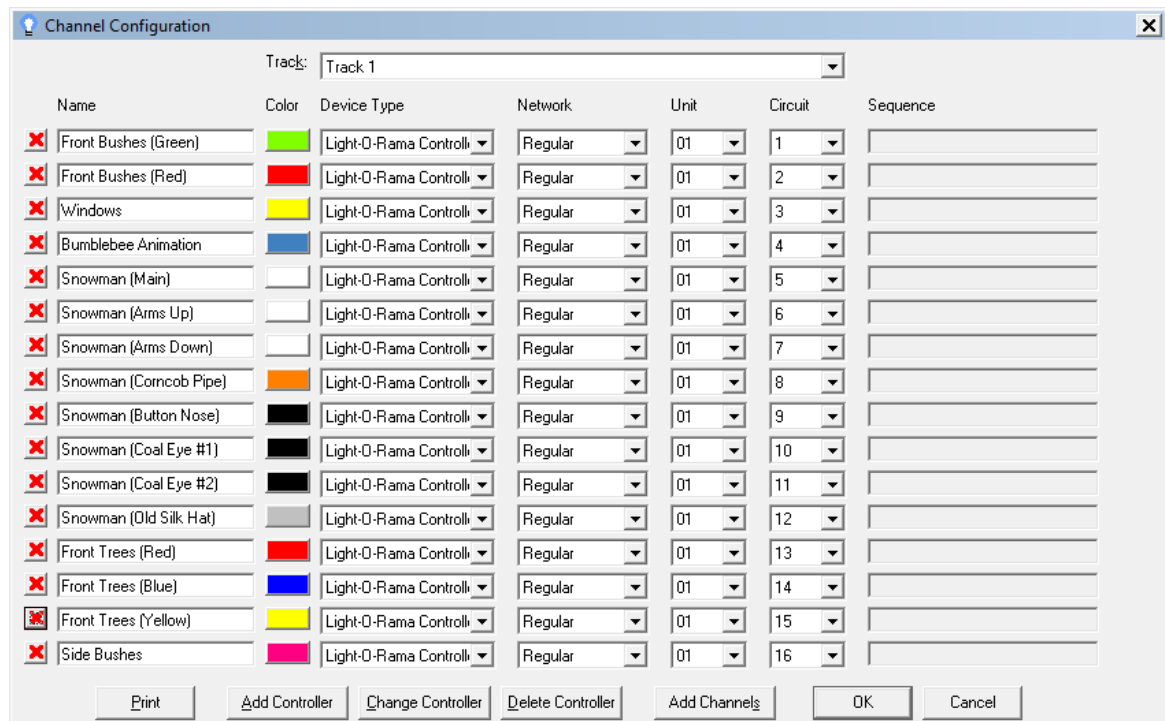 Channel Configuration
Track: Track 1
Name Color Device Type Network Unit Circuit Sequence
Front Bushes (Green) Light-O-Rama Controll Regular 01 1
Front Bushes (Red) Light-O-Rama Controll Regular 01 2
Windows Light-O-Rama Controll Regular 01 3
Bumblebee Animation Light-O-Rama Controll Regular 01 4
Snowman (Main) Light-O-Rama Controll Regular 01 5
Snowman (Arms Up) Light-O-Rama Controll Regular 01 6
Snowman (Arms Down) Light-O-Rama Controll Regular 01 7
Snowman (Corncob Pipe) Light-O-Rama Controll Regular 01 8
Snowman (Button Nose) Light-O-Rama Controll Regular 01 9
Snowman (Coal Eye #1) Light-O-Rama Controll Regular 01 10
Snowman (Coal Eye #2) Light-O-Rama Controll Regular 01 11
Snowman (Old Silk Hat) Light-O-Rama Controll Regular 01 12
Front Trees (Red) Light-O-Rama Controll Regular 01 13
Front Trees (Blue) Light-O-Rama Controll Regular 01 14
Front Trees (Yellow) Light-O-Rama Controll Regular 01 15
Side Bushes Light-O-Rama Controll Regular 01 16
Print Add Controller Change Controller Delete Controller Add Channels OK Cancel